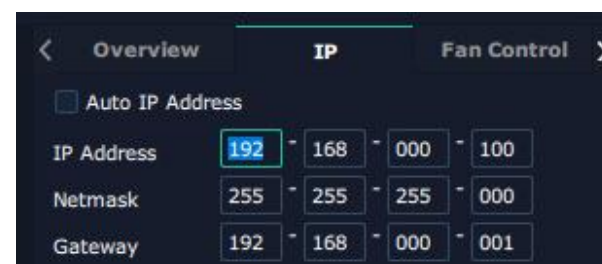 < Overview IP Fan Control >
Auto IP Address
IP Address 192 - 168 - 000 - 100
Netmask 255 - 255 - 255 - 000
Gateway 192 - 168 - 000 - 001